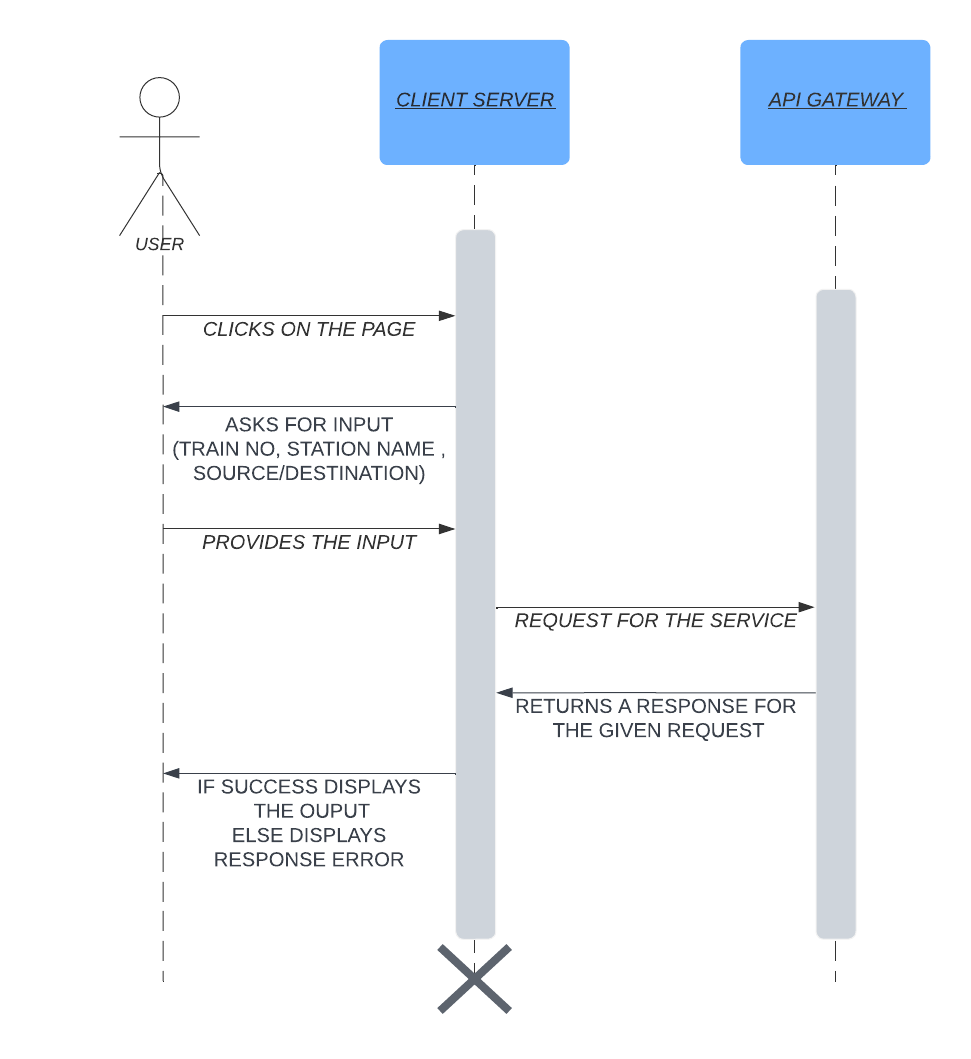 CLIENT SERVER
API GATEWAY
USER
CLICKS ON THE PAGE
ASKS FOR INPUT
(TRAIN NO, STATION NAME ,
SOURCE/DESTINATION)
PROVIDES THE INPUT
REQUEST FOR THE SERVICE
RETURNS A RESPONSE FOR
THE GIVEN REQUEST
IF SUCCESS DISPLAYS
THE OUPUT
ELSE DISPLAYS
RESPONSE ERROR